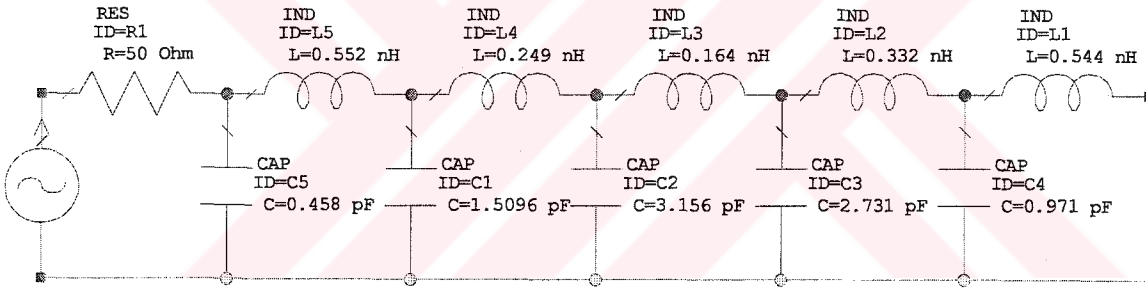 RES
ID=R1
R=50 Ohm
IND
ID=L5
L=0.552 nH
IND
ID=L4
L=0.249 nH
IND
ID=L3
L=0.164 nH
IND
ID=L2
L=0.332 nH
IND
ID=L1
L=0.544 nH
CAP
ID=C5
C=0.458 pF
CAP
ID=C1
C=1.5096 pF
CAP
ID=C2
C=3.156 pF
CAP
ID=C3
C=2.731 pF
CAP
ID=C4
C=0.971 pF